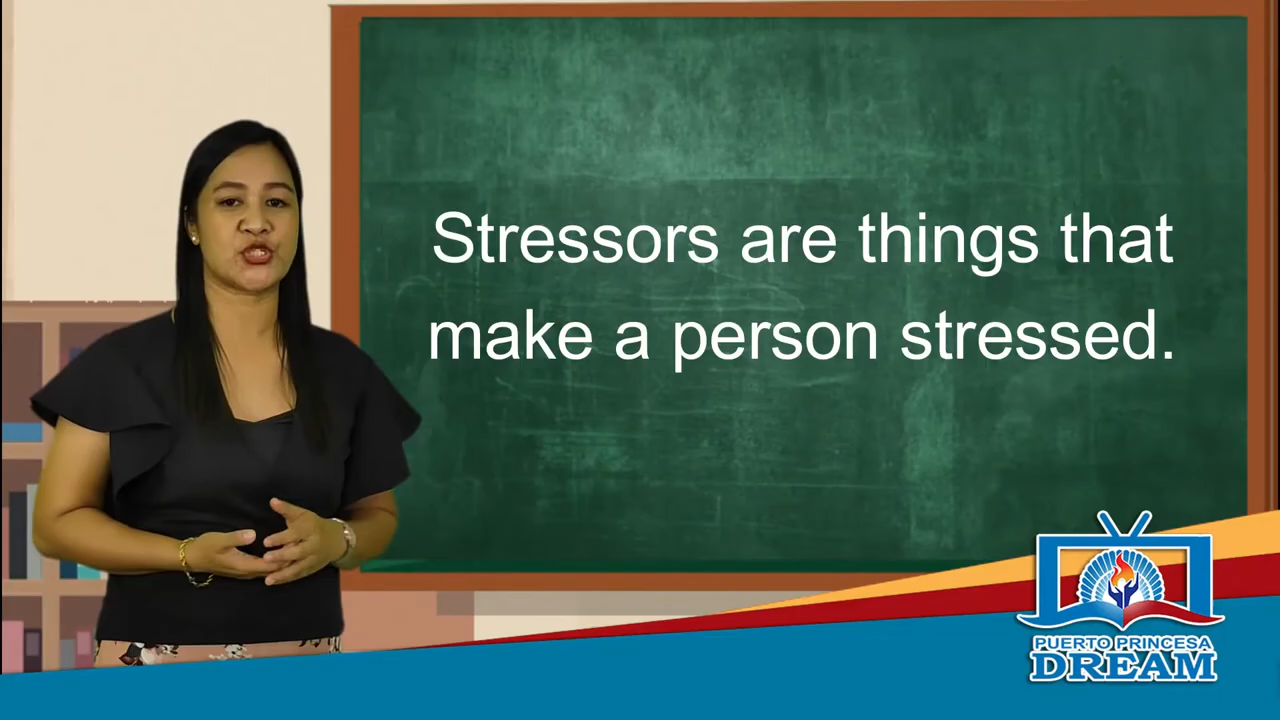 Stressors are things that
make a person stressed.
PUERTO PRINCESA
DREAM